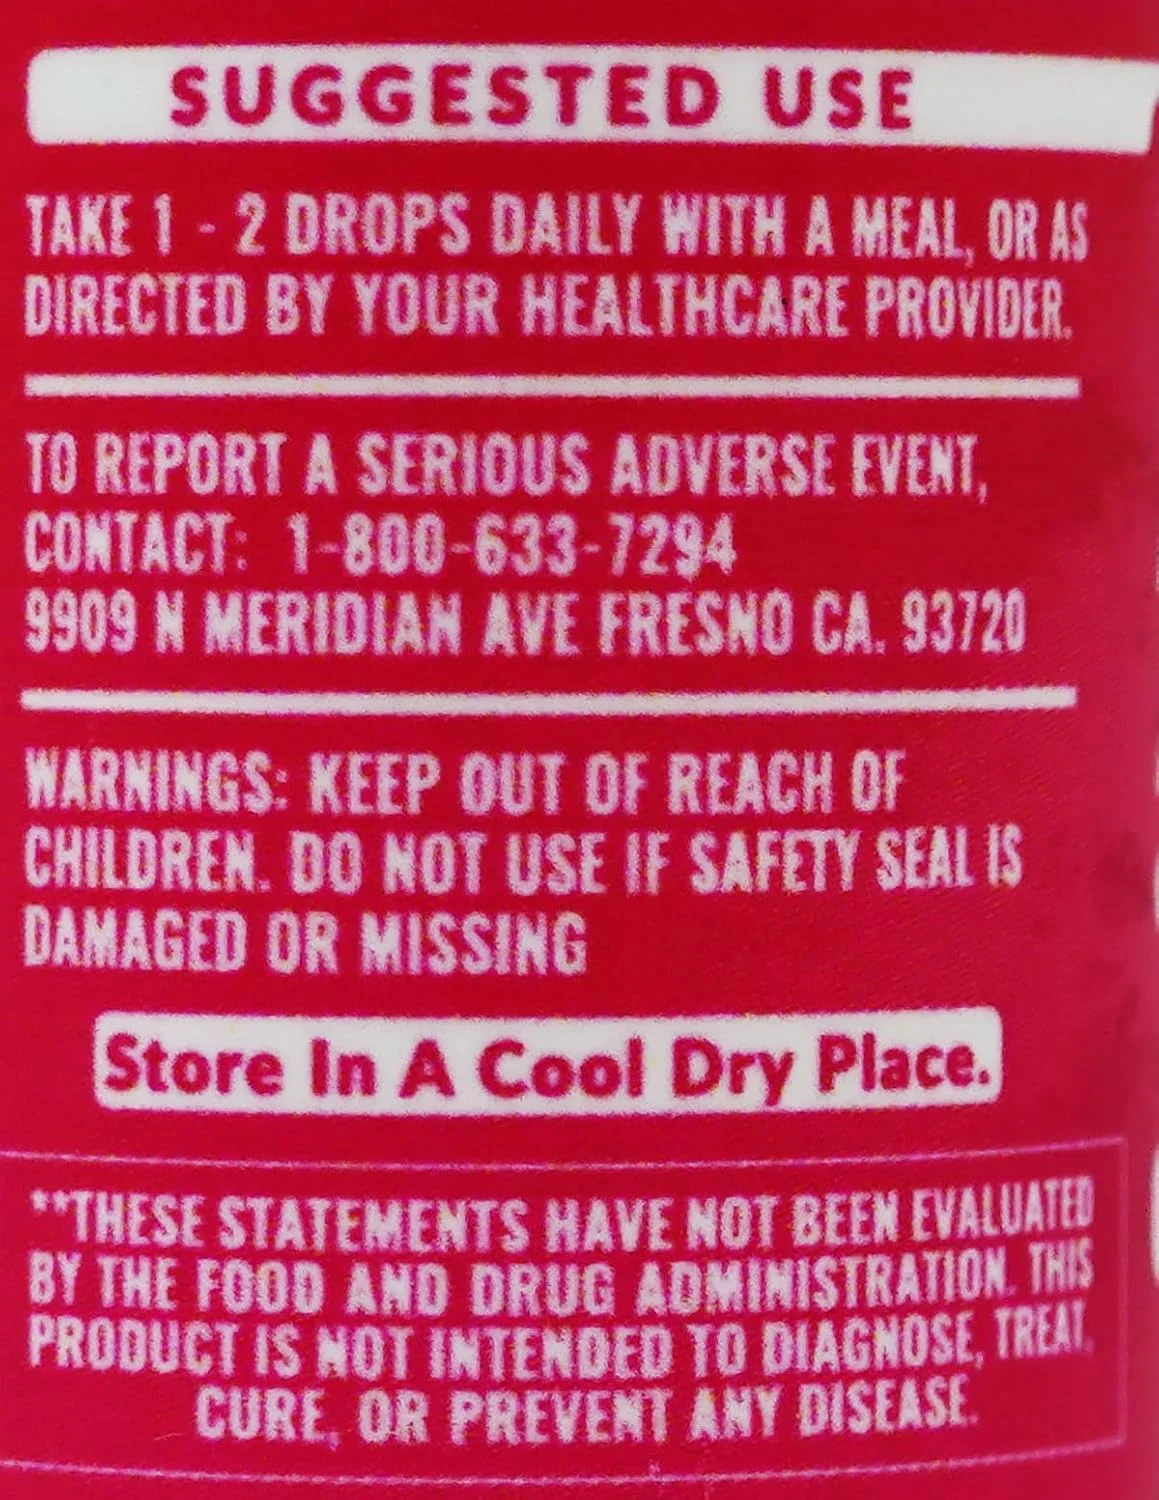 SUGGESTED USE
TAKE 1 - 2 DROPS DAILY WITH A MEAL, OR AS
DIRECTED BY YOUR HEALTHCARE PROVIDER.
TO REPORT A SERIOUS ADVERSE EVENT,
CONTACT: 1-800-633-7294
9909 N MERIDIAN AVE FRESNO CA. 93720
WARNINGS: KEEP OUT OF REACH OF
CHILDREN. DO NOT USE IF SAFETY SEAL IS
DAMAGED OR MISSING
Store In A Cool Dry Place.
**THESE STATEMENTS HAVE NOT BEEN EVALUATED
BY THE FOOD AND DRUG ADMINISTRATION. THIS
PRODUCT IS NOT INTENDED TO DIAGNOSE, TREAT,
CURE, OR PREVENT ANY DISEASE.